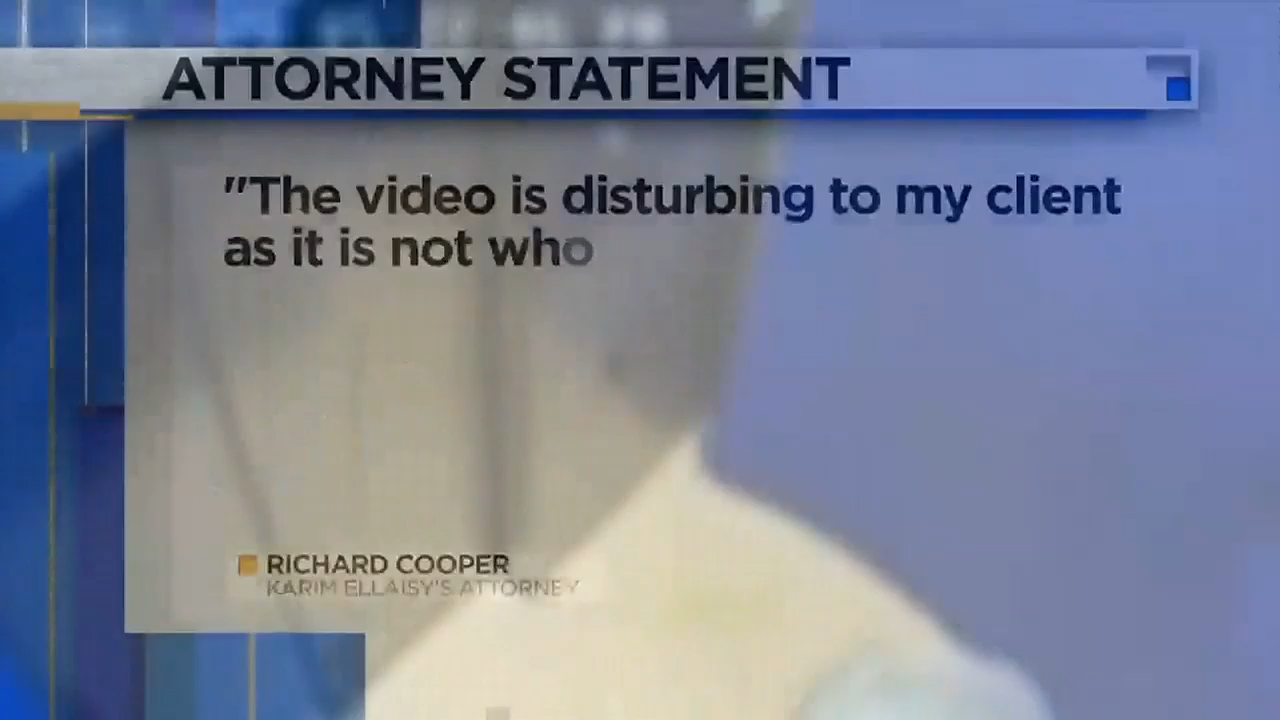 ATTORNEY STATEMENT
"The video is disturbing to my client
as it is not who
RICHARD COOPER
KARIM ELLAISY'S ATTORNEY